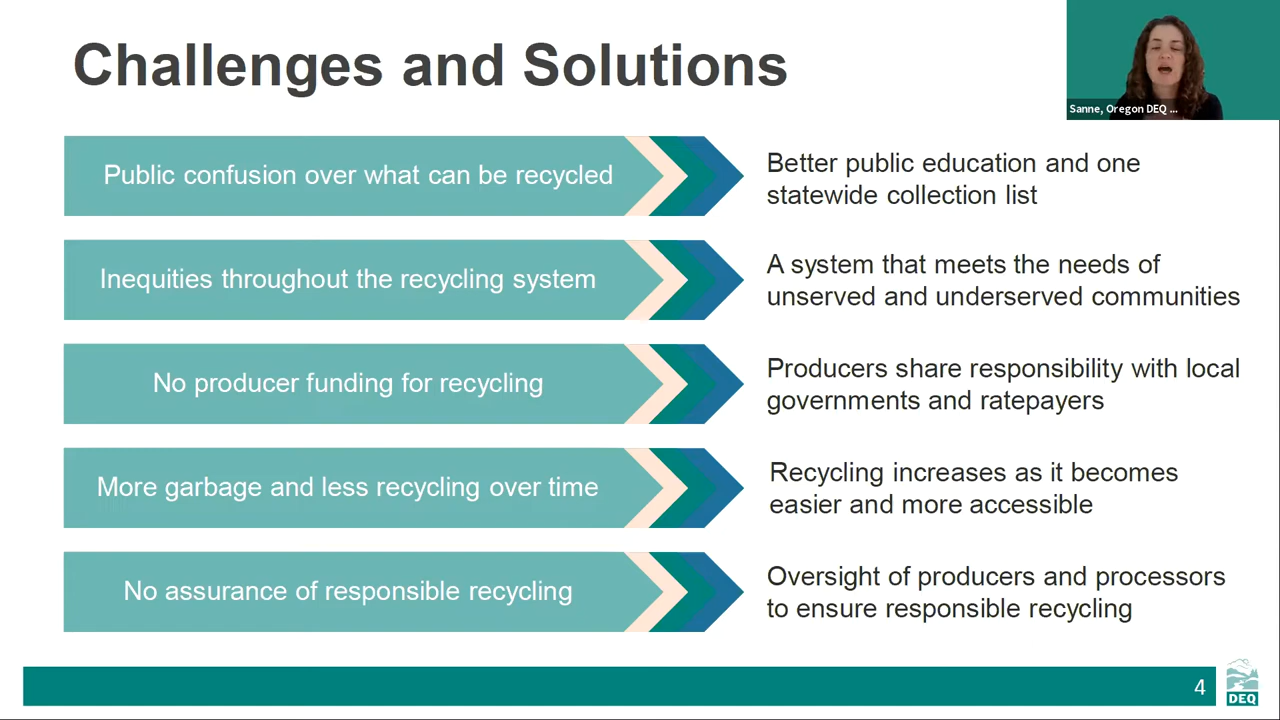 Challenges and Solutions
Sanne, Oregon DEQ ...
Public confusion over what can be recycled
Better public education and one
statewide collection list
Inequities throughout the recycling system
A system that meets the needs of
unserved and underserved communities
No producer funding for recycling
Producers share responsibility with local
governments and ratepayers
More garbage and less recycling over time
Recycling increases as it becomes
easier and more accessible
No assurance of responsible recycling
Oversight of producers and processors
to ensure responsible recycling
4
DEQ